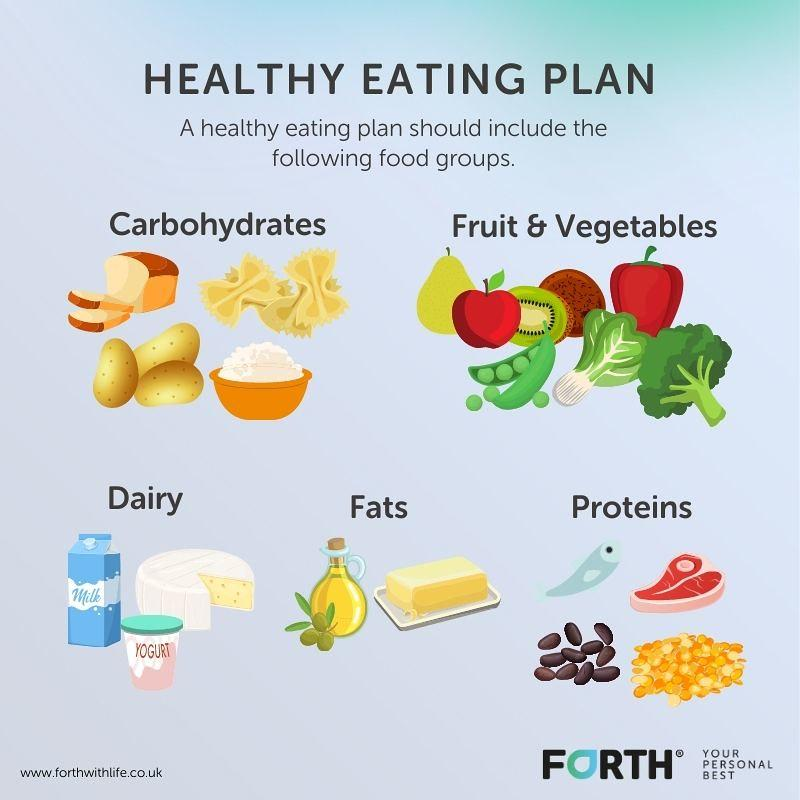 HEALTHY EATING PLAN
A healthy eating plan should include the
following food groups.
Carbohydrates
Fruit & Vegetables
Dairy
Fats
Proteins
Milk
YOGURT
www.forthwithlife.co.uk
FORTH®
YOUR
PERSONAL
BEST